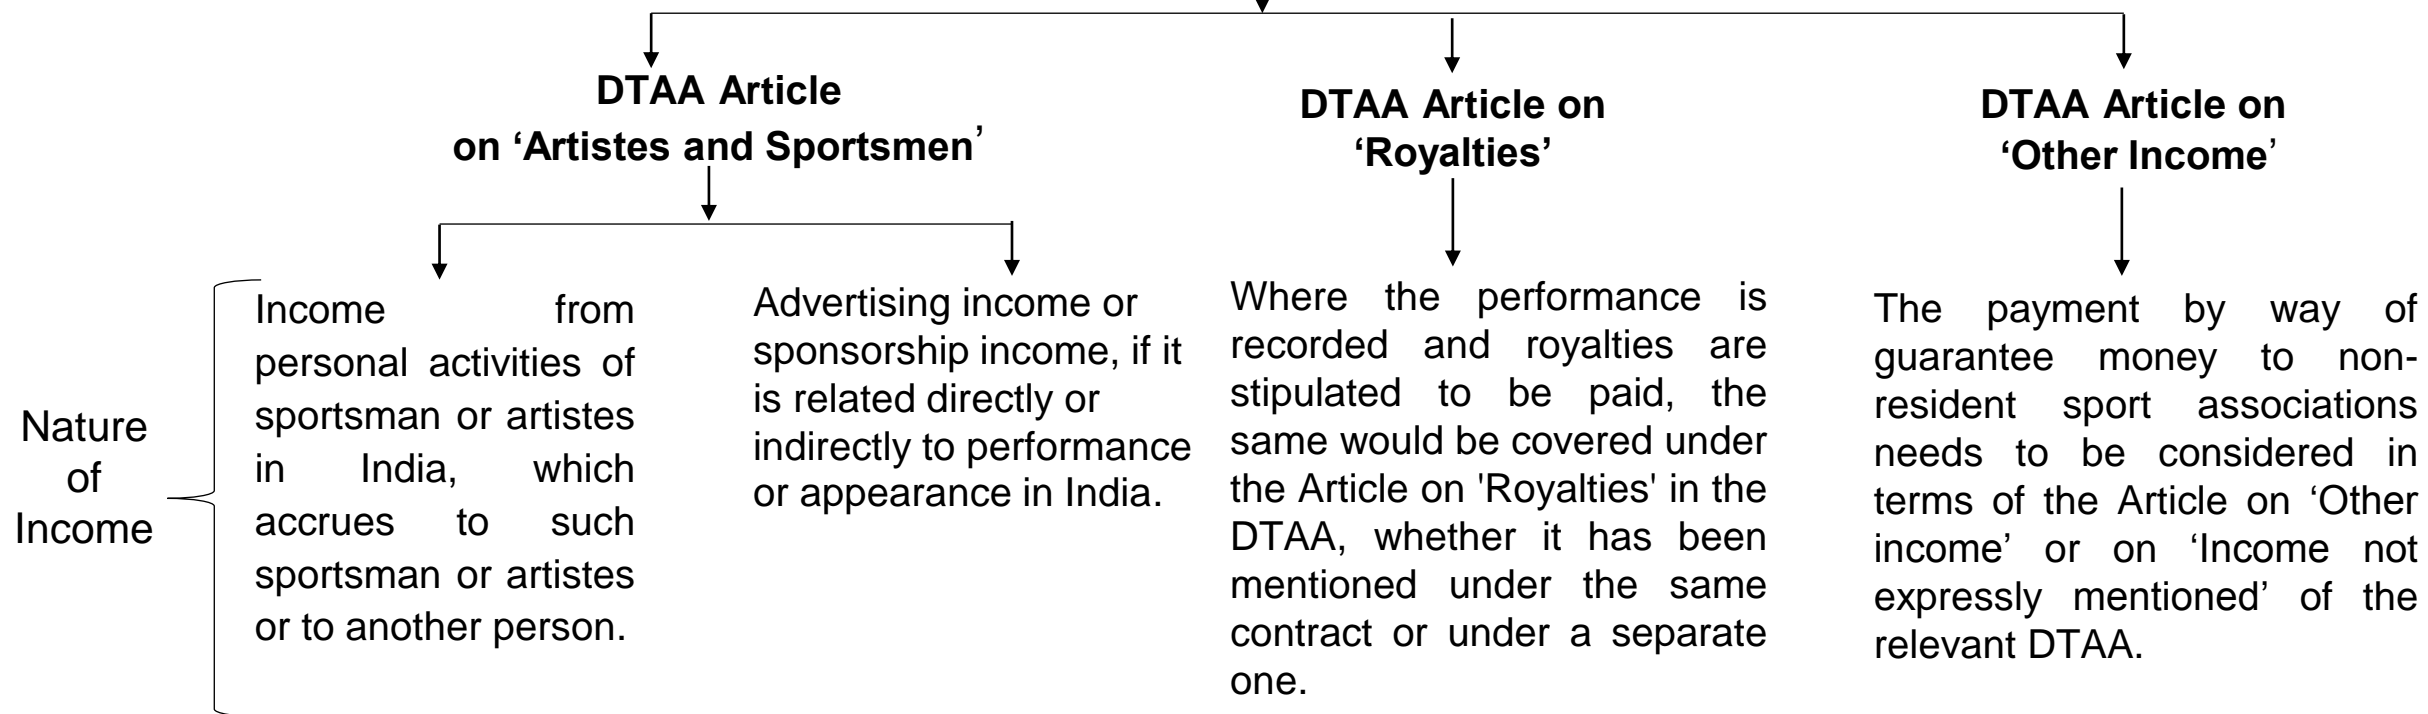 DTAA Article
on ‘Artistes and Sportsmen’
DTAA Article on
‘Royalties’
DTAA Article on
‘Other Income’
Nature
of
Income
Income from
personal activities of
sportsman or artistes
in India, which
accrues to such
sportsman or artistes
or to another person.
Advertising income or
sponsorship income, if it
is related directly or
indirectly to performance
or appearance in India.
Where the performance is
recorded and royalties are
stipulated to be paid, the
same would be covered under
the Article on 'Royalties' in the
DTAA, whether it has been
mentioned under the same
contract or under a separate
one.
The payment by way of
guarantee money to non-
resident sport associations
needs to be considered in
terms of the Article on ‘Other
income’ or on ‘Income not
expressly mentioned’ of the
relevant DTAA.